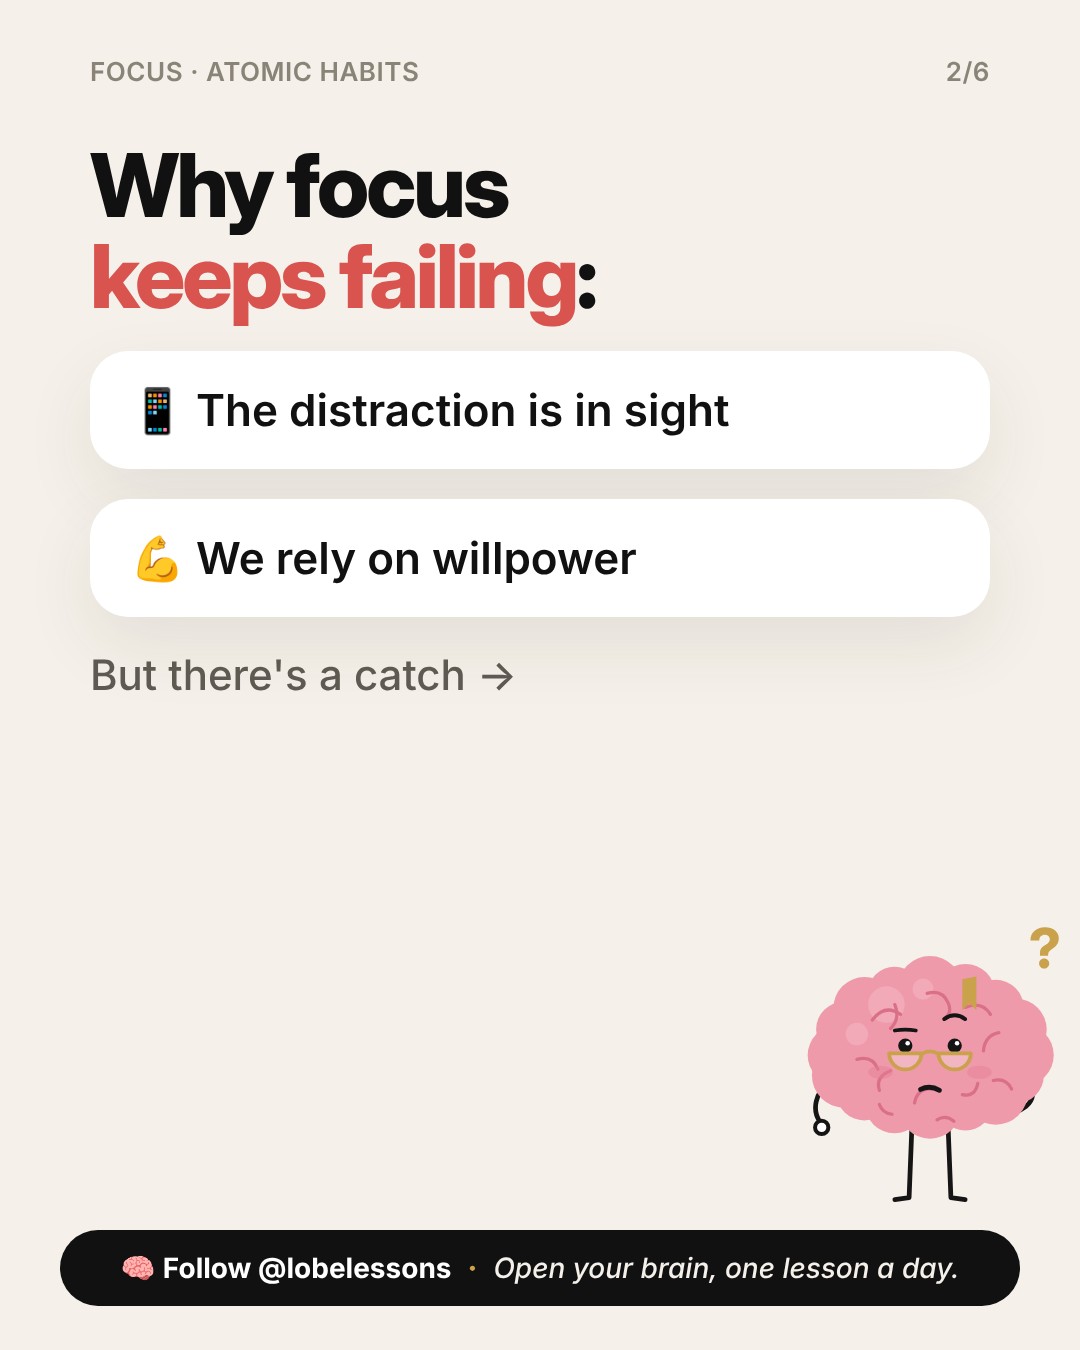 FOCUS · ATOMIC HABITS
2/6
Why focus
keeps failing:
📱 The distraction is in sight
💪 We rely on willpower
But there's a catch →
?
🧠 Follow @lobelessons · Open your brain, one lesson a day.